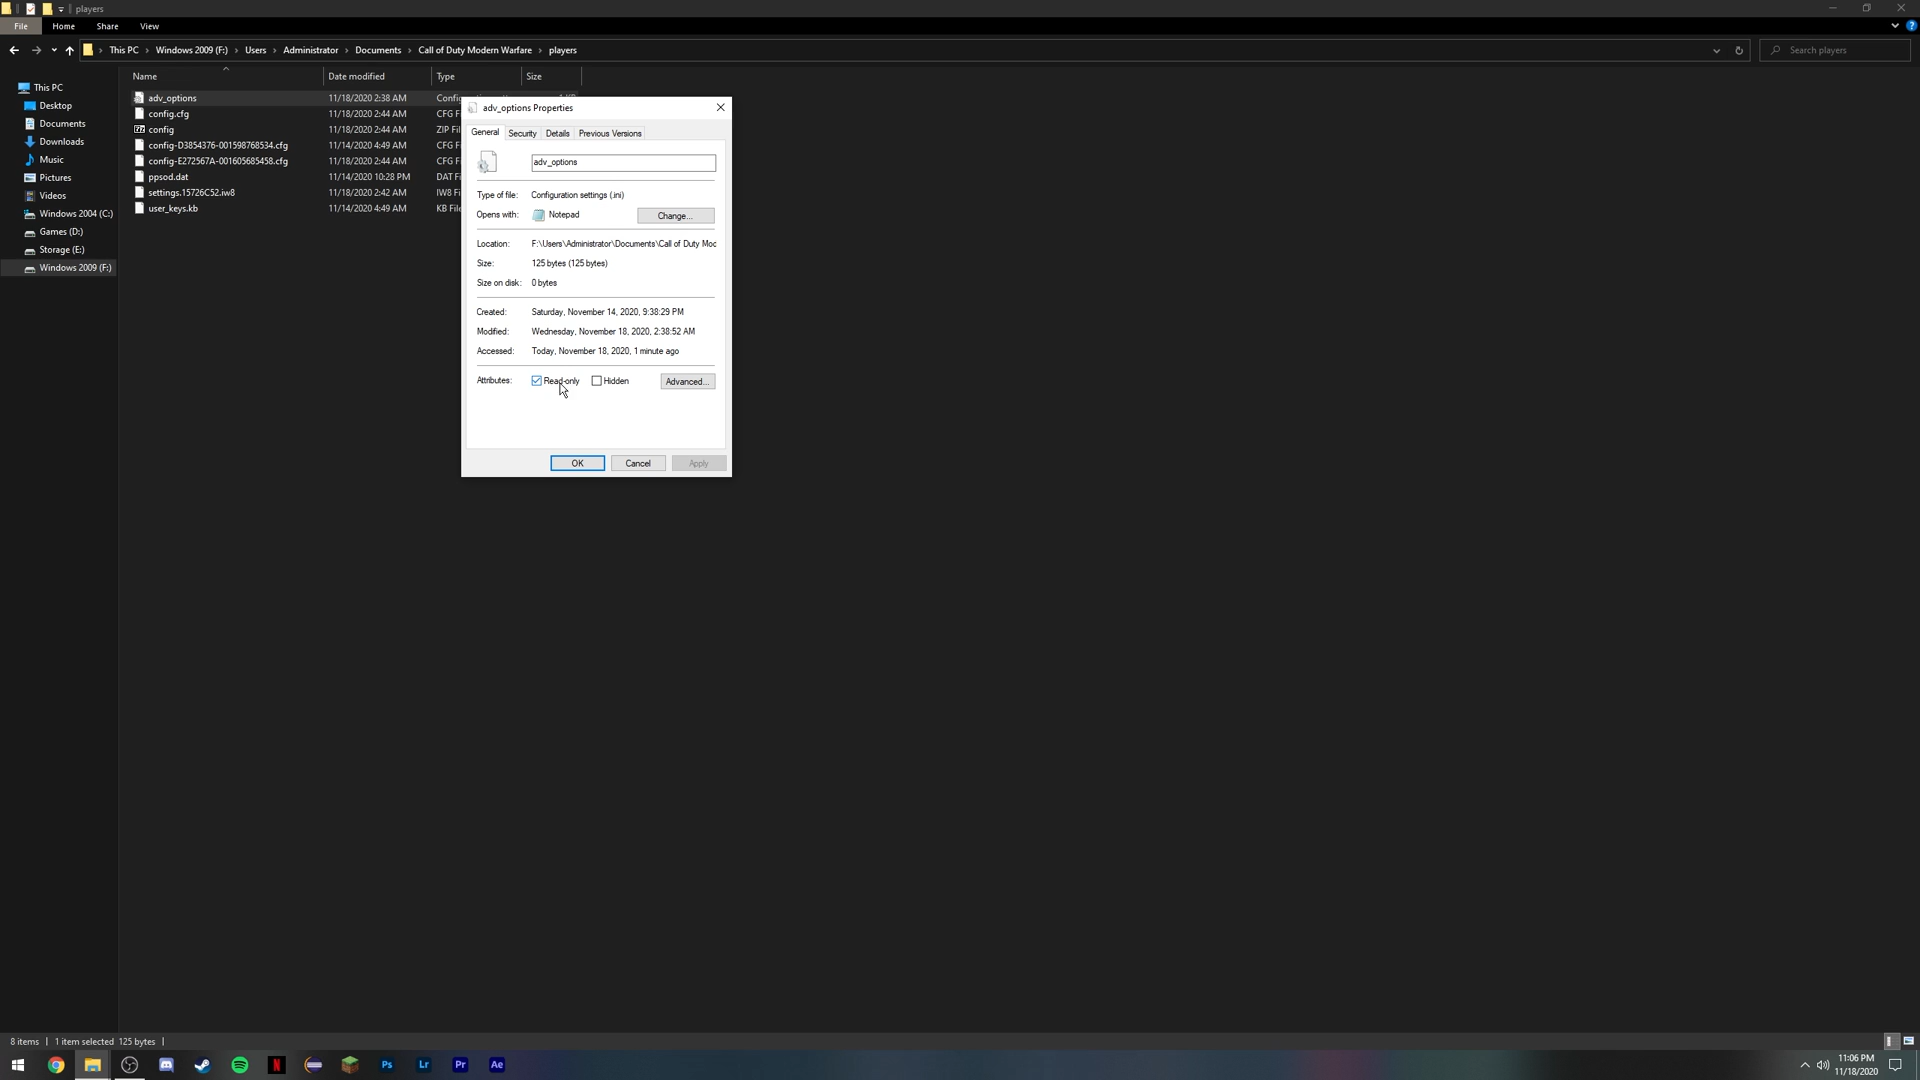 players
File Home Share View
This PC › Windows 2009 (F:) › Users › Administrator › Documents › Call of Duty Modern Warfare › players
Search players
Name Date modified Type Size
This PC
Desktop
Documents
Downloads
Music
Pictures
Videos
Windows 2004 (C:)
Games (D:)
Storage (E:)
Windows 2009 (F:)
adv_options 11/18/2020 2:38 AM
config.cfg 11/18/2020 2:44 AM CFG F
config 11/18/2020 2:44 AM ZIP Fil
config-D3854376-001598768534.cfg 11/14/2020 4:49 AM CFG F
config-E272567A-001605685458.cfg 11/18/2020 2:44 AM CFG F
ppsod.dat 11/14/2020 10:28 PM DAT Fi
settings.15726C52.iw8 11/18/2020 2:42 AM IW8 Fi
user_keys.kb 11/14/2020 4:49 AM KB File
adv_options Properties
General Security Details Previous Versions
adv_options
Type of file: Configuration settings (.ini)
Opens with: Notepad Change...
Location: F:\Users\Administrator\Documents\Call of Duty Moc
Size: 125 bytes (125 bytes)
Size on disk: 0 bytes
Created: Saturday, November 14, 2020, 9:38:29 PM
Modified: Wednesday, November 18, 2020, 2:38:52 AM
Accessed: Today, November 18, 2020, 1 minute ago
Attributes: Read-only Hidden Advanced...
OK Cancel Apply
8 items 1 item selected 125 bytes
Ps Lr Pr Ae
11:06 PM
11/18/2020